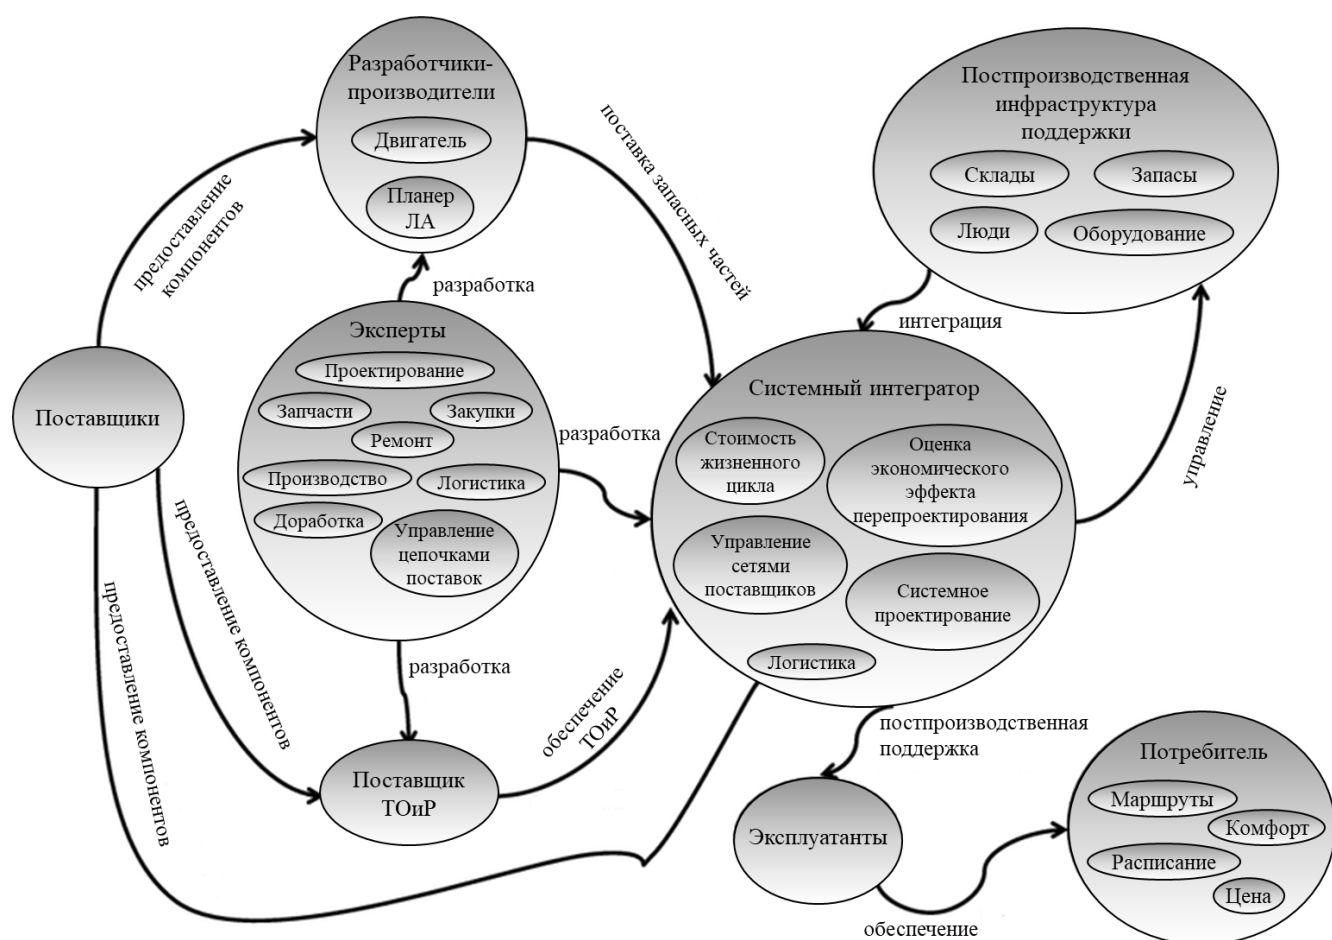 Разработчики-
производители
Двигатель
Планер
ЛА
Постпроизводственная
инфраструктура
поддержки
Склады
Запасы
Люди
Оборудование
предоставление
компонентов
поставка запасных частей
разработка
интеграция
управление
Эксперты
Проектирование
Запчасти
Закупки
Ремонт
Производство
Логистика
Доработка
Управление
цепочками
поставок
Поставщики
разработка
Системный интегратор
Стоимость
жизненного
цикла
Оценка
экономического
эффекта
перепроектирования
Управление
сетями
поставщиков
Системное
проектирование
Логистика
предоставление компонентов
предоставление компонентов
разработка
обеспечение
ТОиР
Поставщик
ТОиР
постпроизводственная
поддержка
Эксплуатанты
обеспечение
Потребитель
Маршруты
Комфорт
Расписание
Цена